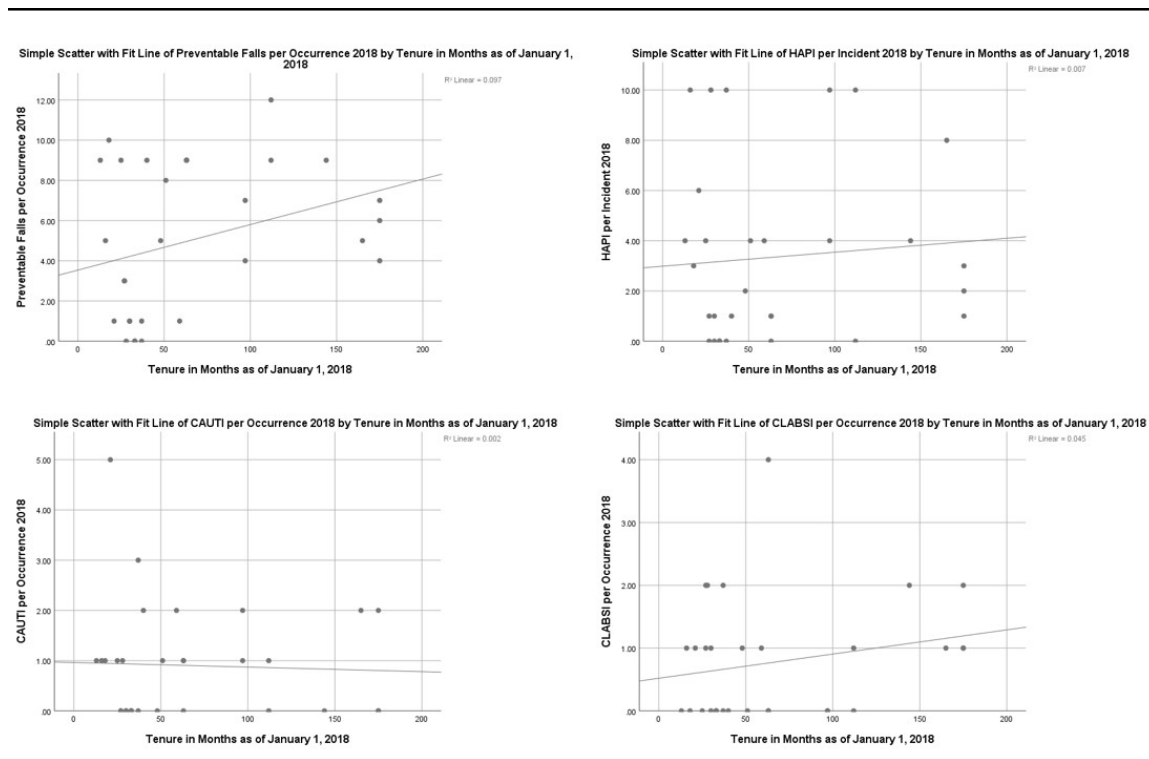 Simple Scatter with Fit Line of Preventable Falls per Occurrence 2018 by Tenure in Months as of January 1,
2018
R² Linear = 0.097
Preventable Falls per Occurrence 2018
12.00
10.00
8.00
6.00
4.00
2.00
.00
0 50 100 150 200
Tenure in Months as of January 1, 2018
Simple Scatter with Fit Line of HAPI per Incident 2018 by Tenure in Months as of January 1, 2018
R² Linear = 0.007
HAPI per Incident 2018
10.00
8.00
6.00
4.00
2.00
.00
0 50 100 150 200
Tenure in Months as of January 1, 2018
Simple Scatter with Fit Line of CAUTI per Occurrence 2018 by Tenure in Months as of January 1, 2018
R² Linear = 0.002
CAUTI per Occurrence 2018
5.00
4.00
3.00
2.00
1.00
.00
0 50 100 150 200
Tenure in Months as of January 1, 2018
Simple Scatter with Fit Line of CLABSI per Occurrence 2018 by Tenure in Months as of January 1, 2018
R² Linear = 0.045
CLABSI per Occurrence 2018
4.00
3.00
2.00
1.00
.00
0 50 100 150 200
Tenure in Months as of January 1, 2018